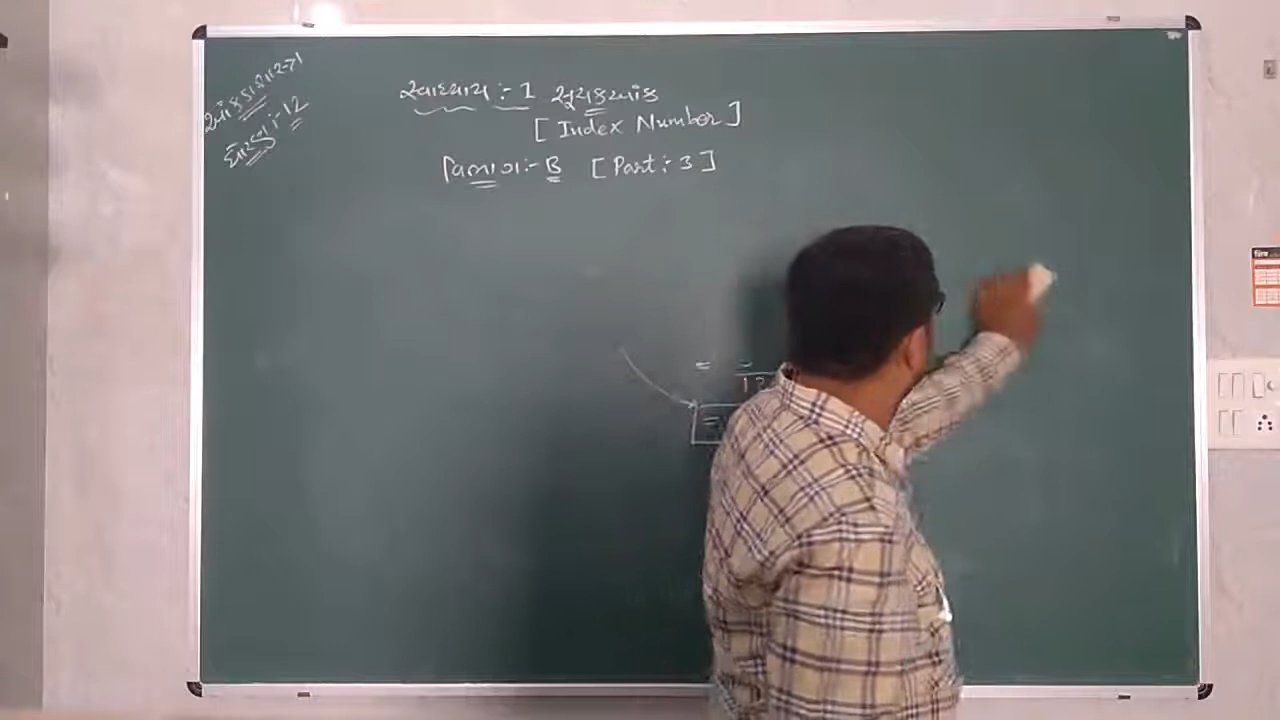 આંકડાશાસ્ત્ર
ધોરણ :- 12
સ્વાધ્યાય :- 1 સૂચકઆંક
[ Index Number ]
વિભાગ :- B [ Part : 3 ]
=
=